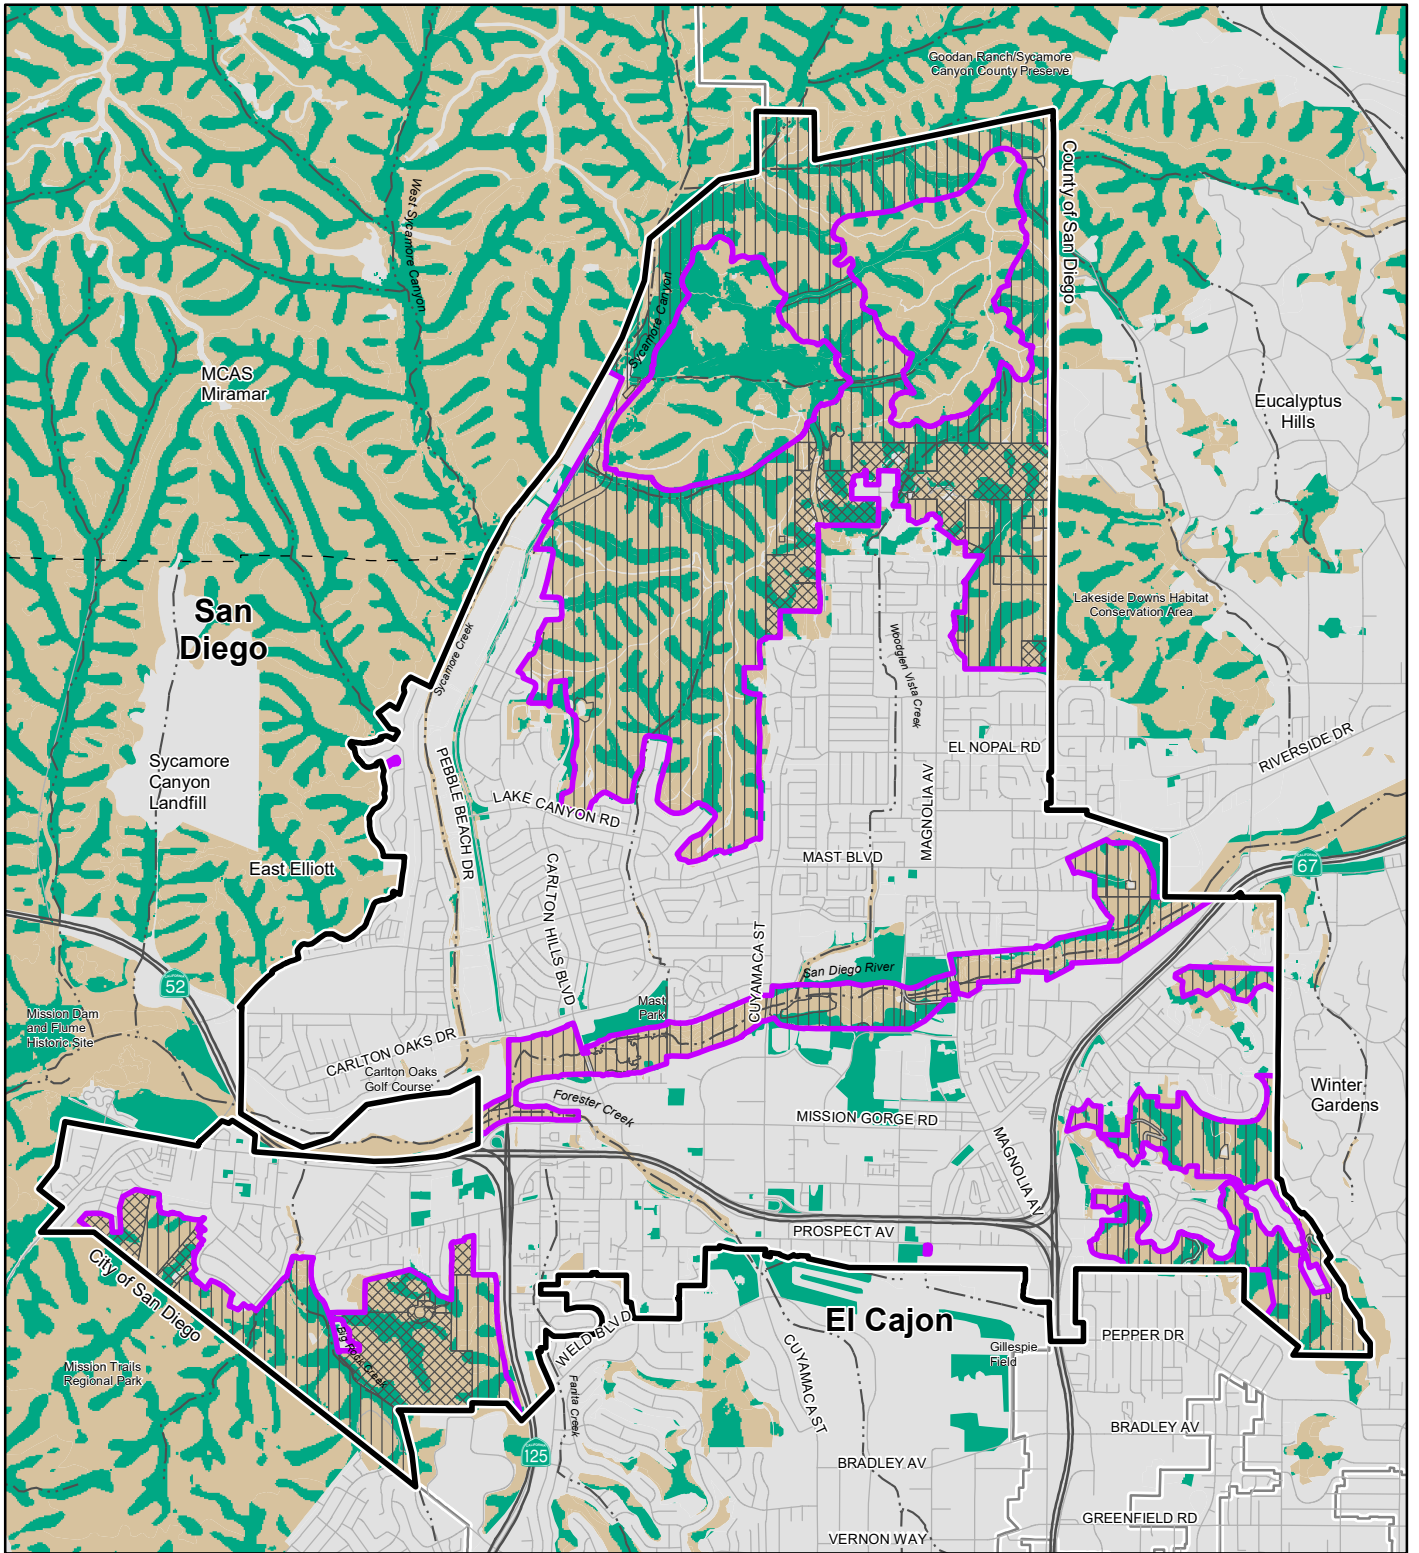 Goodan Ranch/Sycamore
Canyon County Preserve
County of San Diego
West Sycamore Canyon
Sycamore Canyon
MCAS
Miramar
Eucalyptus
Hills
San
Diego
Lakeside Downs Habitat
Conservation Area
Sycamore Creek
Woodglen Vista Creek
EL NOPAL RD
RIVERSIDE DR
Sycamore
Canyon
Landfill
PEBBLE BEACH DR
LAKE CANYON RD
MAGNOLIA AV
MAST BLVD
CALIFORNIA
67
East Elliott
CARLTON HILLS BLVD
CUYAMACA ST
San Diego River
CALIFORNIA
52
Mast
Park
Mission Dam
and Flume
Historic Site
CARLTON OAKS DR
Carlton Oaks
Golf Course
Forester Creek
MISSION GORGE RD
MAGNOLIA AV
Winter
Gardens
PROSPECT AV
City of San Diego
El Cajon
WELD BLVD
Big Rock Creek
CUYAMACA ST
Gillespie
Field
PEPPER DR
Mission Trails
Regional Park
Fanita Creek
BRADLEY AV
CALIFORNIA
125
BRADLEY AV
GREENFIELD RD
VERNON WAY